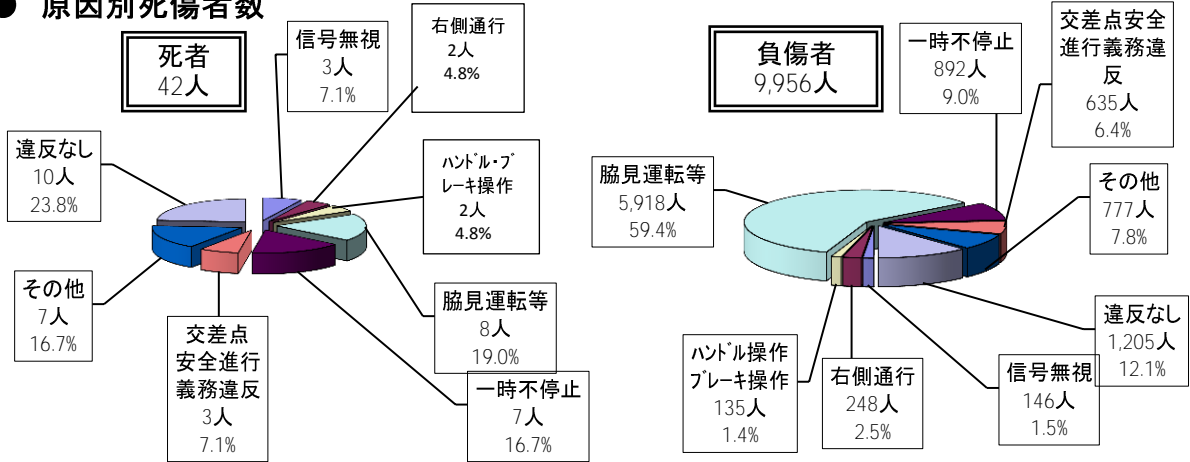 ● 原因別死傷者数
死者
42人
信号無視
3人
7.1%
右側通行
2人
4.8%
ﾊﾝﾄﾞﾙ・ﾌﾞ
ﾚｰｷ操作
2人
4.8%
脇見運転等
8人
19.0%
一時不停止
7人
16.7%
交差点
安全進行
義務違反
3人
7.1%
その他
7人
16.7%
違反なし
10人
23.8%
負傷者
9,956人
一時不停止
892人
9.0%
交差点安全
進行義務違
反
635人
6.4%
その他
777人
7.8%
違反なし
1,205人
12.1%
信号無視
146人
1.5%
右側通行
248人
2.5%
ﾊﾝﾄﾞﾙ操作
ﾌﾞﾚｰｷ操作
135人
1.4%
脇見運転等
5,918人
59.4%